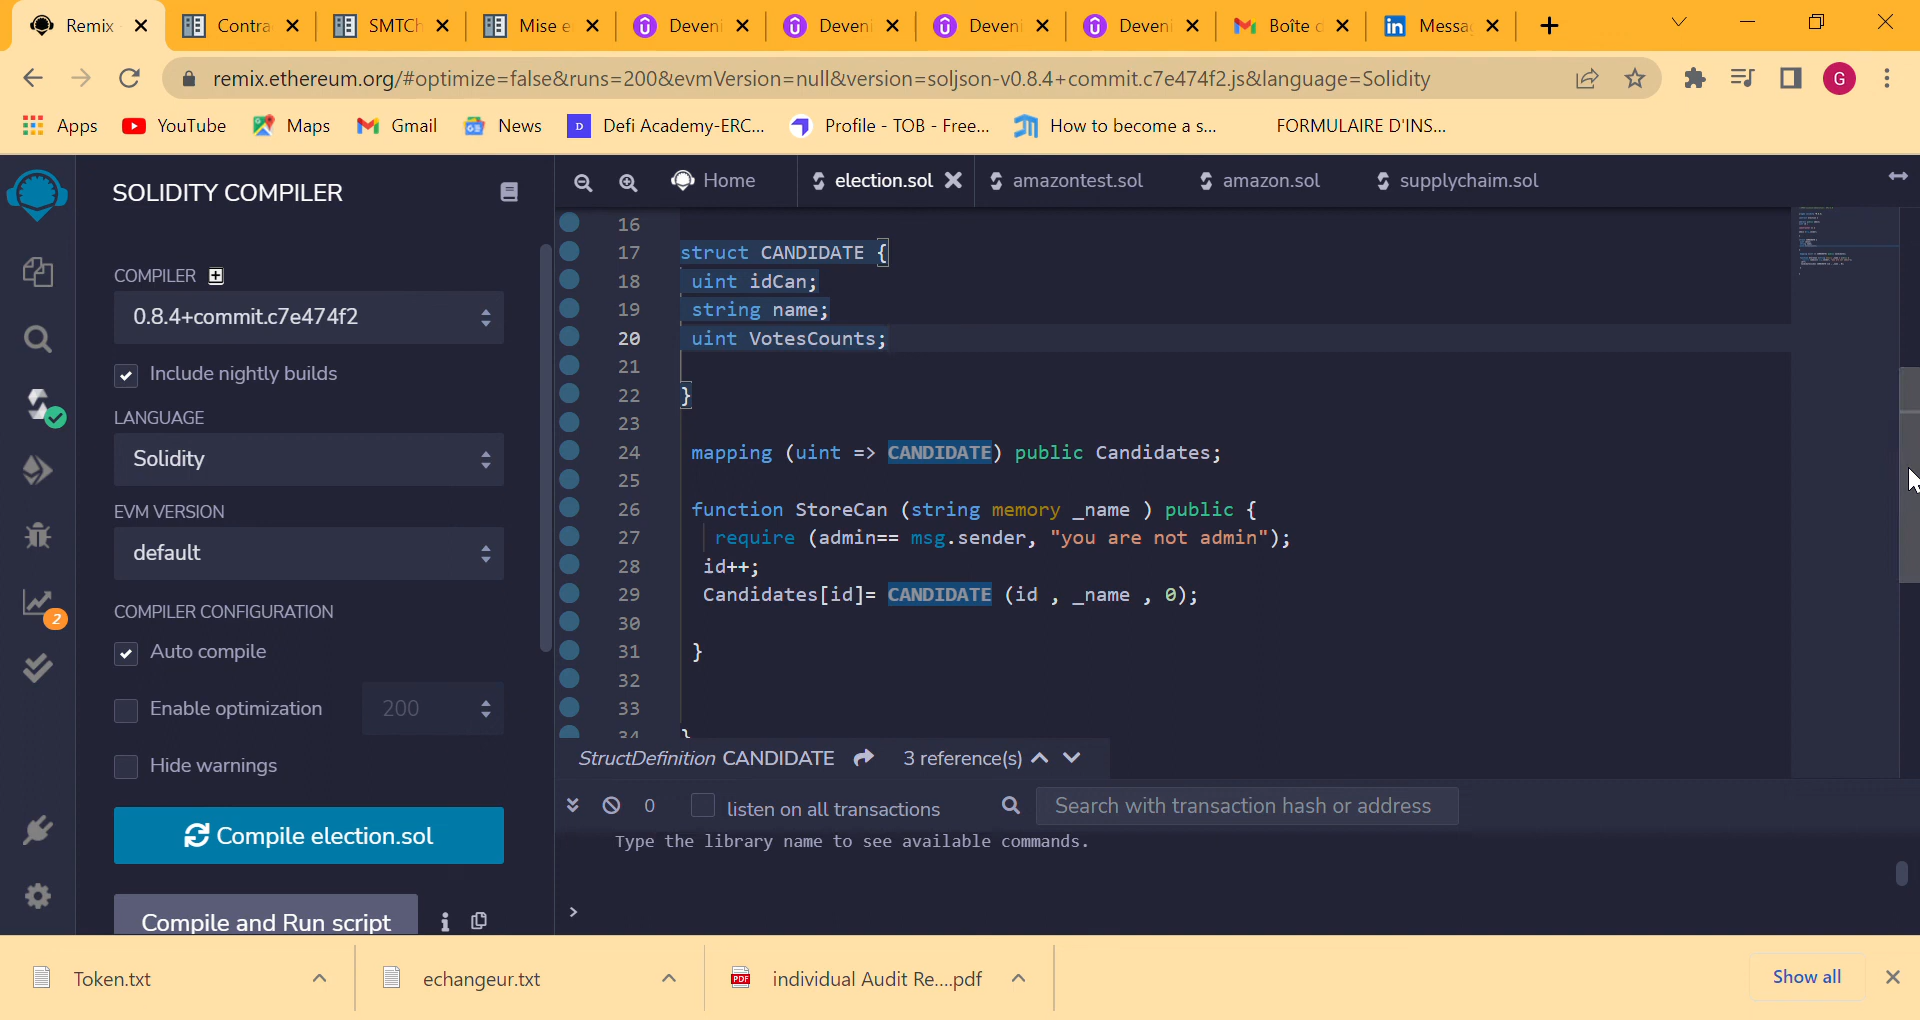 Remix
Contra
SMTCh
Mise e
Deveni
Deveni
Deveni
Deveni
Boîte d
Messa
remix.ethereum.org/#optimize=false&runs=200&evmVersion=null&version=soljson-v0.8.4+commit.c7e474f2.js&language=Solidity
G
Apps
YouTube
Maps
Gmail
News
D
Defi Academy-ERC...
Profile - TOB - Free...
How to become a s...
FORMULAIRE D'INS...
SOLIDITY COMPILER
Home
election.sol
amazontest.sol
amazon.sol
supplychaim.sol
COMPILER
0.8.4+commit.c7e474f2
Include nightly builds
LANGUAGE
Solidity
EVM VERSION
default
COMPILER CONFIGURATION
Auto compile
Enable optimization
200
Hide warnings
Compile election.sol
Compile and Run script
2
16
17 struct CANDIDATE {
18 uint idCan;
19 string name;
20 uint VotesCounts;
21
22 }
23
24 mapping (uint => CANDIDATE) public Candidates;
25
26 function StoreCan (string memory _name ) public {
27 require (admin== msg.sender, "you are not admin");
28 id++;
29 Candidates[id]= CANDIDATE (id , _name , 0);
30
31 }
32
33
34 }
StructDefinition CANDIDATE
3 reference(s)
0
listen on all transactions
Search with transaction hash or address
Type the library name to see available commands.
>
Token.txt
echangeur.txt
PDF
individual Audit Re....pdf
Show all